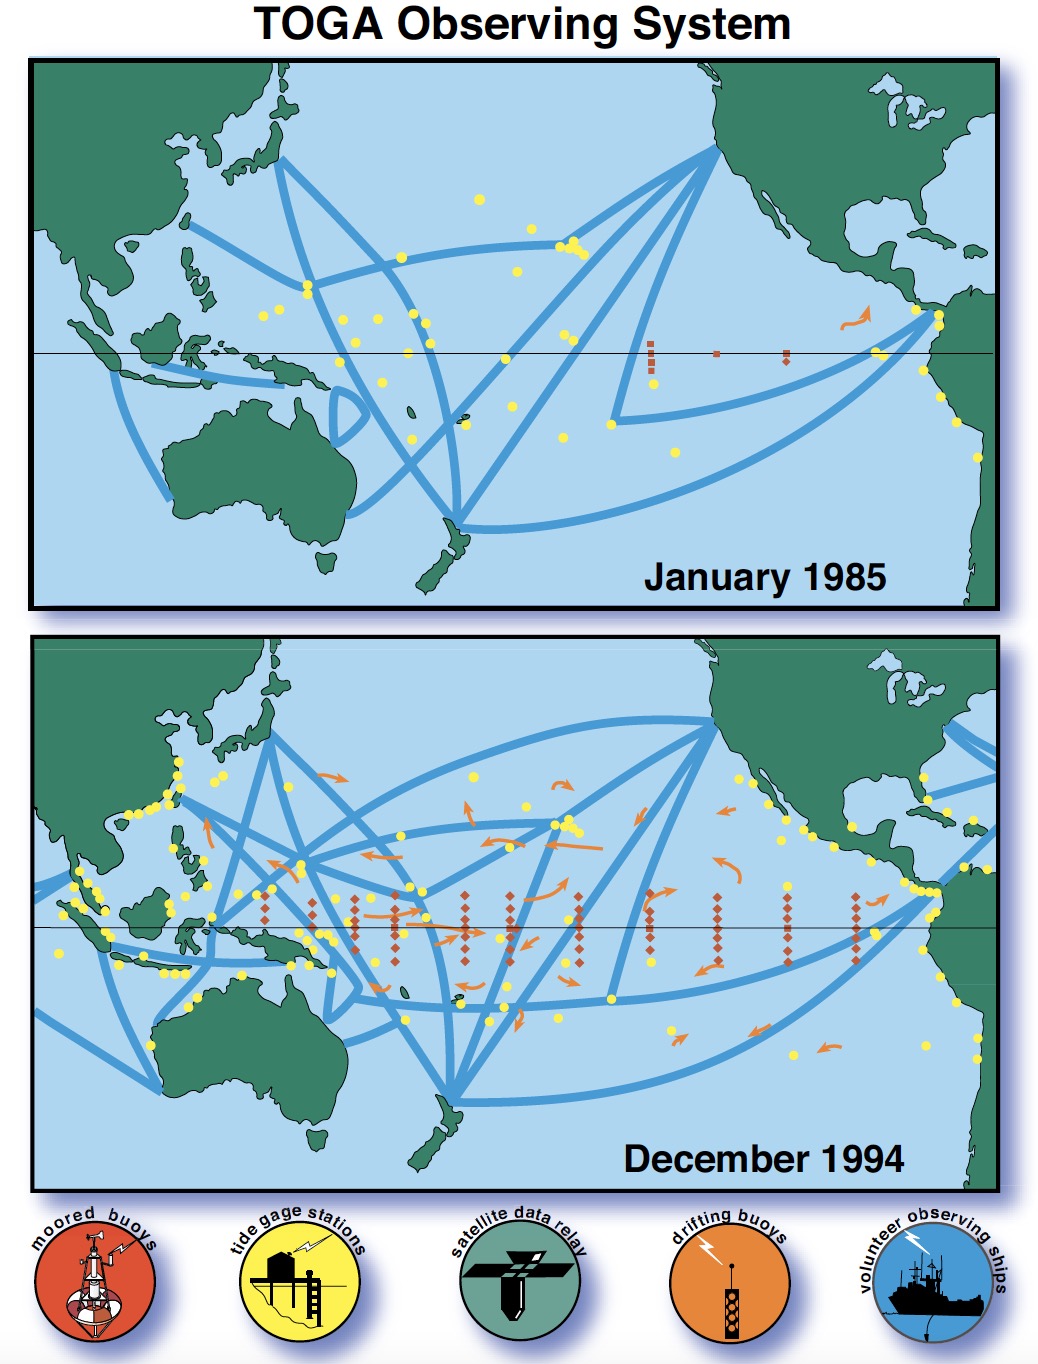 TOGA Observing System
January 1985
December 1994
moored buoys
tide gage stations
satellite data relay
drifting buoys
volunteer observing ships